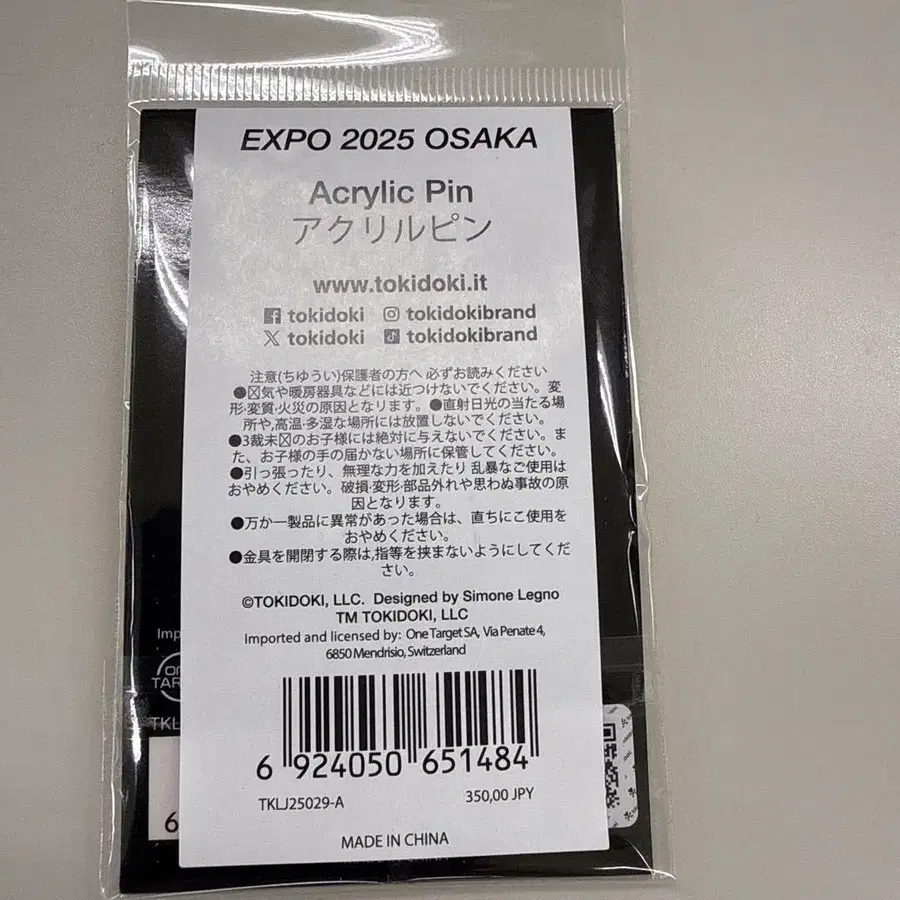 EXPO 2025 OSAKA
Acrylic Pin
アクリルピン
www.tokidoki.it
tokidoki tokidokibrand
tokidoki tokidokibrand
注意(ちゆうい)保護者の方へ 必ずお読みください
●☒気や暖房器具などには近つけないでください。変
形·変質·火災の原因となります。●直射日光の当たる場
所や,高温·多湿な場所には放置しないでください。
●3裁未☒のお子様には絶対に与えないでください。ま
た、お子様の手の届かない場所に保管してください。
●引っ張ったり、無理な力を加えたり 乱暴なご使用は
おやめください。破損·変形·部品外れや思わぬ事故の原
因となります。
●万か一製品に異常があった場合は、直ちにこ使用を
おやめください。
●金具を開閉する際は,指等を挟まないようにしてくだ
さい。
©TOKIDOKI, LLC. Designed by Simone Legno
TM TOKIDOKI, LLC
Imported and licensed by: One Target SA, Via Penate 4,
6850 Mendrisio, Switzerland
6 924050 651484
TKLJ25029-A 350,00 JPY
MADE IN CHINA
Imp
TKL
6